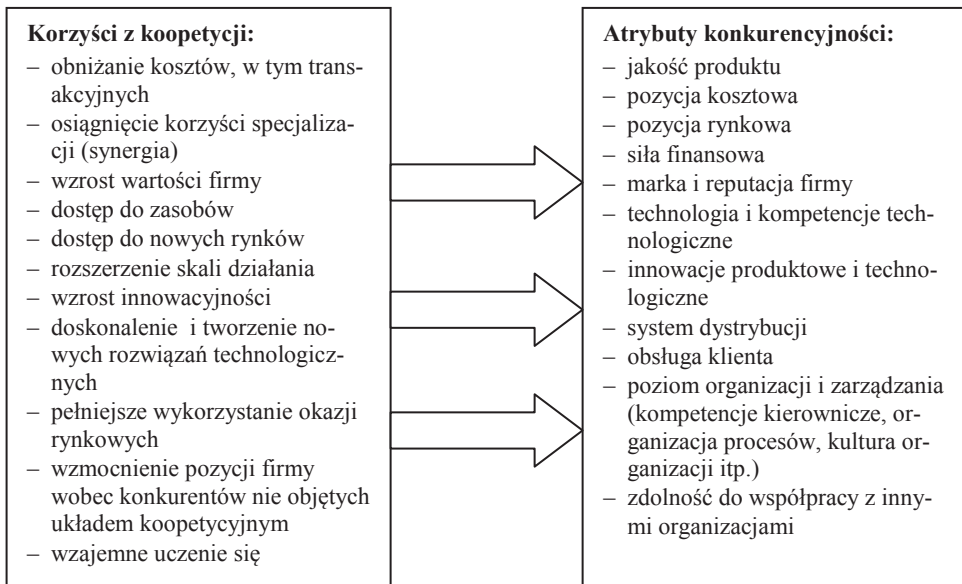 Korzyści z koopetycji:
– obniżanie kosztów, w tym trans-
akcyjnych
– osiągnięcie korzyści specjaliza-
cji (synergia)
– wzrost wartości firmy
– dostęp do zasobów
– dostęp do nowych rynków
– rozszerzenie skali działania
– wzrost innowacyjności
– doskonalenie i tworzenie no-
wych rozwiązań technologicz-
nych
– pełniejsze wykorzystanie okazji
rynkowych
– wzmocnienie pozycji firmy
wobec konkurentów nie objętych
układem koopetycyjnym
– wzajemne uczenie się
Atrybuty konkurencyjności:
– jakość produktu
– pozycja kosztowa
– pozycja rynkowa
– siła finansowa
– marka i reputacja firmy
– technologia i kompetencje tech-
nologiczne
– innowacje produktowe i techno-
logiczne
– system dystrybucji
– obsługa klienta
– poziom organizacji i zarządzania
(kompetencje kierownicze, or-
ganizacja procesów, kultura or-
ganizacji itp.)
– zdolność do współpracy z inny-
mi organizacjami